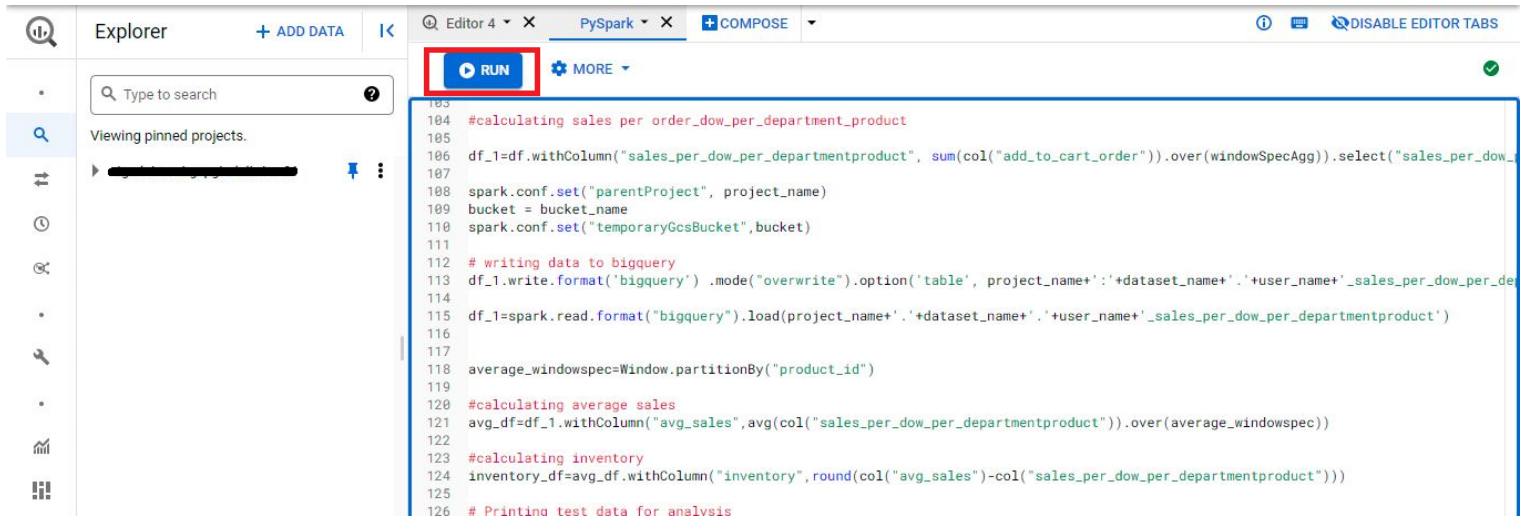 Explorer
+ ADD DATA
Editor 4
PySpark
COMPOSE
DISABLE EDITOR TABS
RUN
MORE
Type to search
Viewing pinned projects.
103
104 #calculating sales per order_dow_per_department_product
105
106 df_1=df.withColumn("sales_per_dow_per_departmentproduct", sum(col("add_to_cart_order")).over(windowSpecAgg)).select("sales_per_dow_
107
108 spark.conf.set("parentProject", project_name)
109 bucket = bucket_name
110 spark.conf.set("temporaryGcsBucket",bucket)
111
112 # writing data to bigquery
113 df_1.write.format('bigquery') .mode("overwrite").option('table', project_name+':'+dataset_name+'.'+user_name+'_sales_per_dow_per_de
114
115 df_1=spark.read.format("bigquery").load(project_name+'.'+dataset_name+'.'+user_name+'_sales_per_dow_per_departmentproduct')
116
117
118 average_windowspec=Window.partitionBy("product_id")
119
120 #calculating average sales
121 avg_df=df_1.withColumn("avg_sales",avg(col("sales_per_dow_per_departmentproduct")).over(average_windowspec))
122
123 #calculating inventory
124 inventory_df=avg_df.withColumn("inventory",round(col("avg_sales")-col("sales_per_dow_per_departmentproduct")))
125
126 # Printing test data for analysis